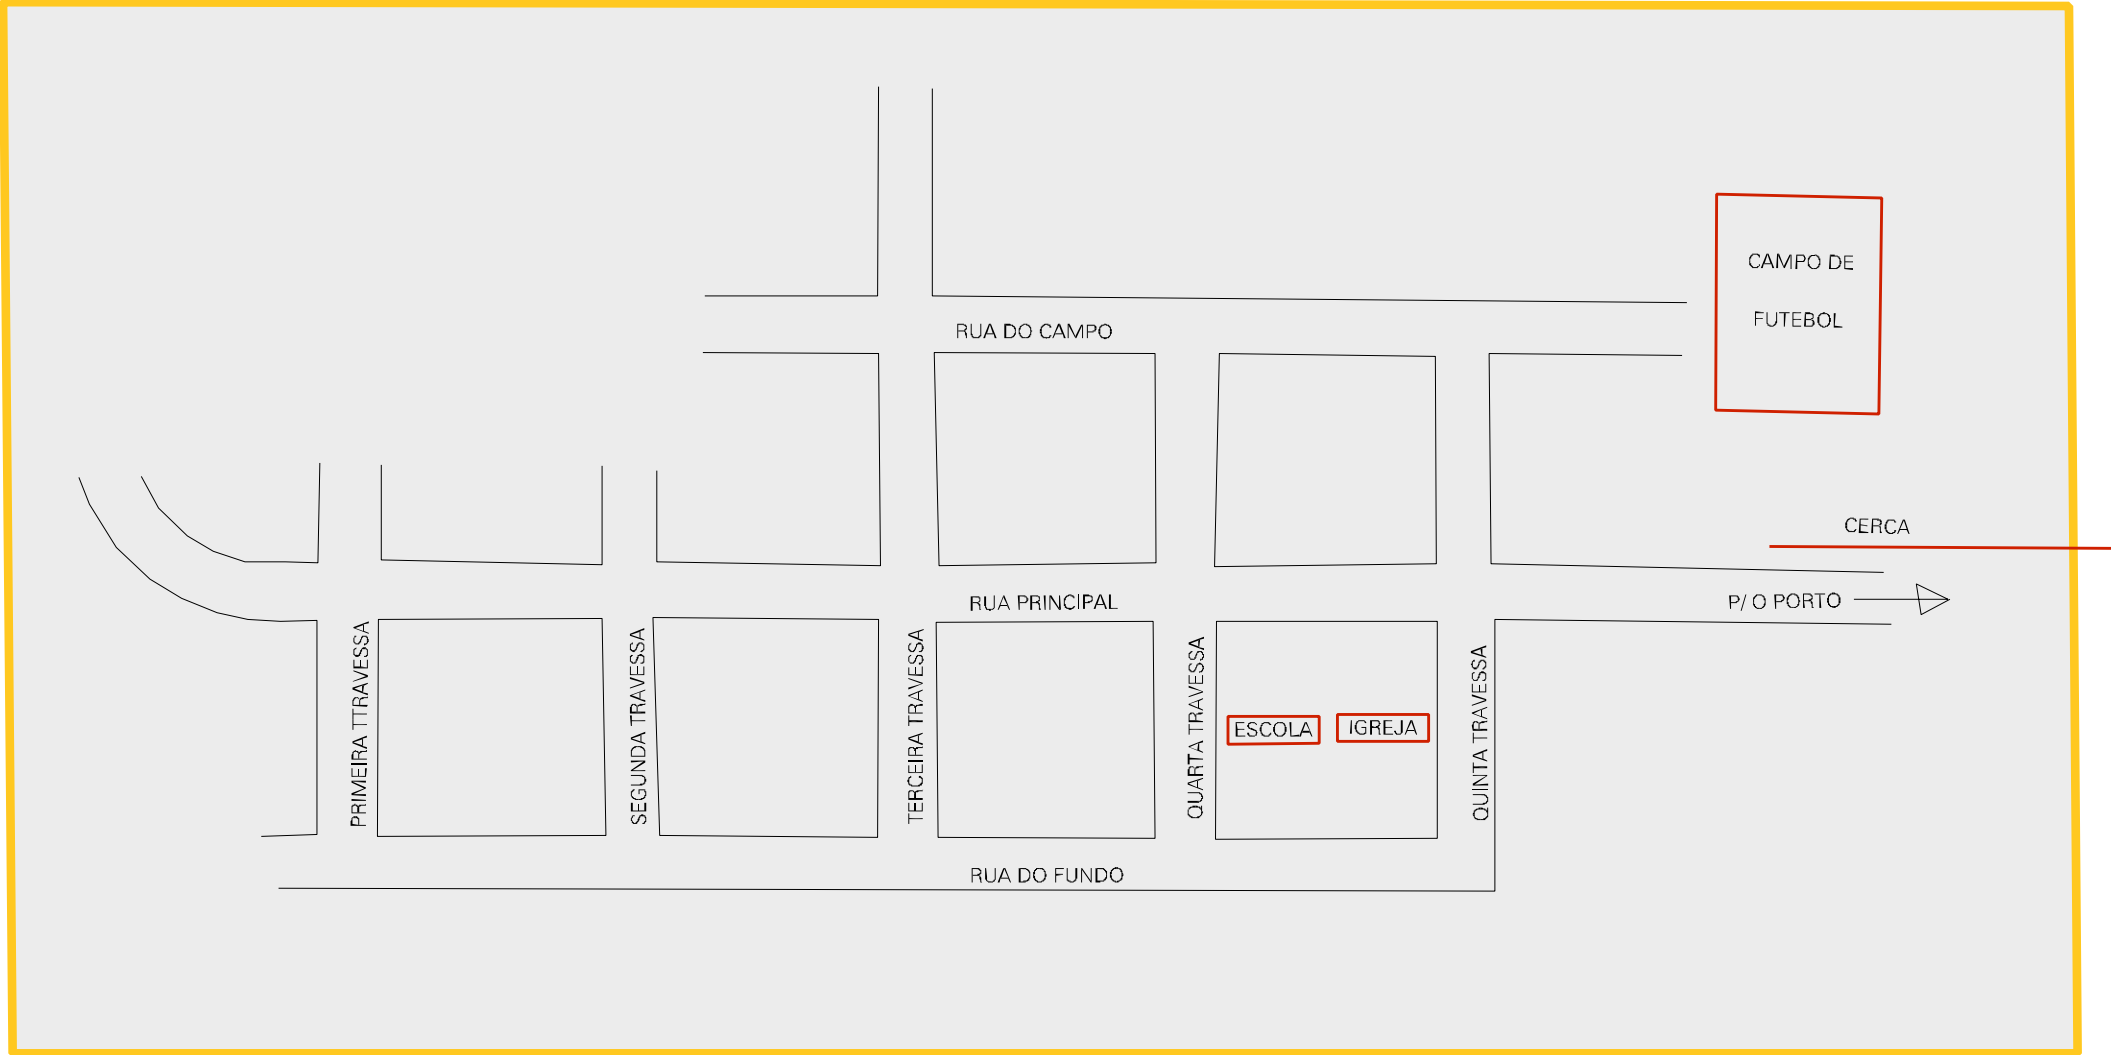 CAMPO DE
FUTEBOL
RUA DO CAMPO
CERCA
RUA PRINCIPAL
P/ O PORTO
PRIMEIRA TTRAVESSA
SEGUNDA TRAVESSA
TERCEIRA TRAVESSA
QUARTA TRAVESSA
QUINTA TRAVESSA
ESCOLA
IGREJA
RUA DO FUNDO